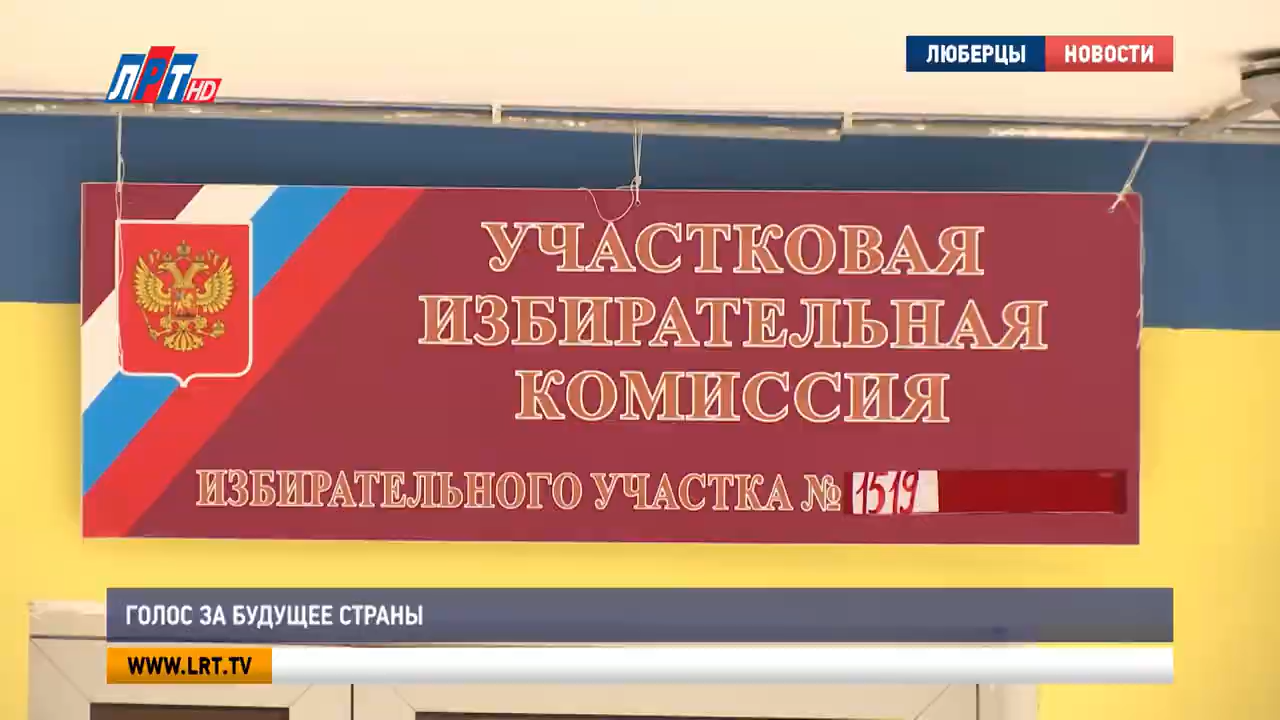 ЛРТ HD
ЛЮБЕРЦЫ НОВОСТИ
УЧАСТКОВАЯ
ИЗБИРАТЕЛЬНАЯ
КОМИССИЯ
ИЗБИРАТЕЛЬНОГО УЧАСТКА № 1519
ГОЛОС ЗА БУДУЩЕЕ СТРАНЫ
WWW.LRT.TV